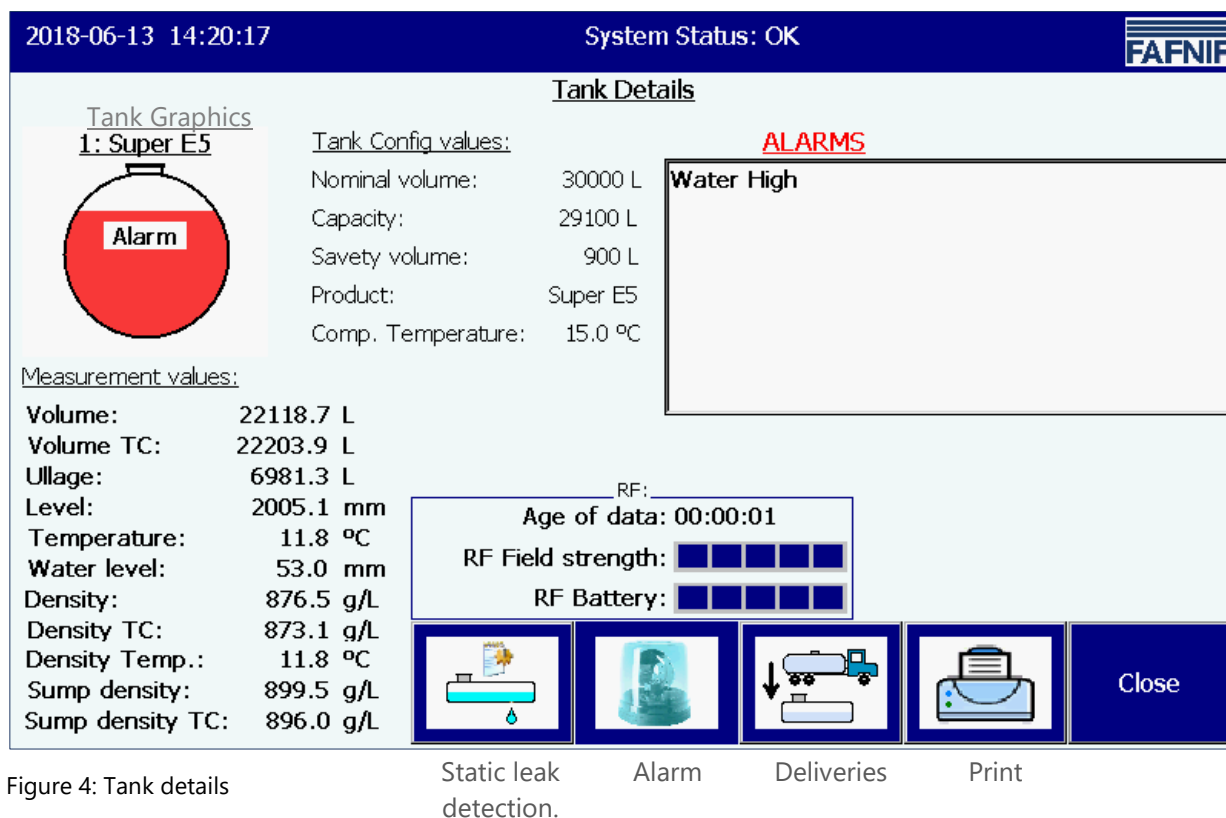 2018-06-13 14:20:17 System Status: OK FAFNIR
Tank Details
Tank Graphics
1: Super E5
Alarm
Tank Config values:
Nominal volume: 30000 L
Capacity: 29100 L
Savety volume: 900 L
Product: Super E5
Comp. Temperature: 15.0 ºC
ALARMS
Water High
Measurement values:
Volume: 22118.7 L
Volume TC: 22203.9 L
Ullage: 6981.3 L
Level: 2005.1 mm
Temperature: 11.8 ºC
Water level: 53.0 mm
Density: 876.5 g/L
Density TC: 873.1 g/L
Density Temp.: 11.8 ºC
Sump density: 899.5 g/L
Sump density TC: 896.0 g/L
RF:
Age of data: 00:00:01
RF Field strength:
RF Battery:
Close
Static leak detection.
Alarm
Deliveries
Print
Figure 4: Tank details